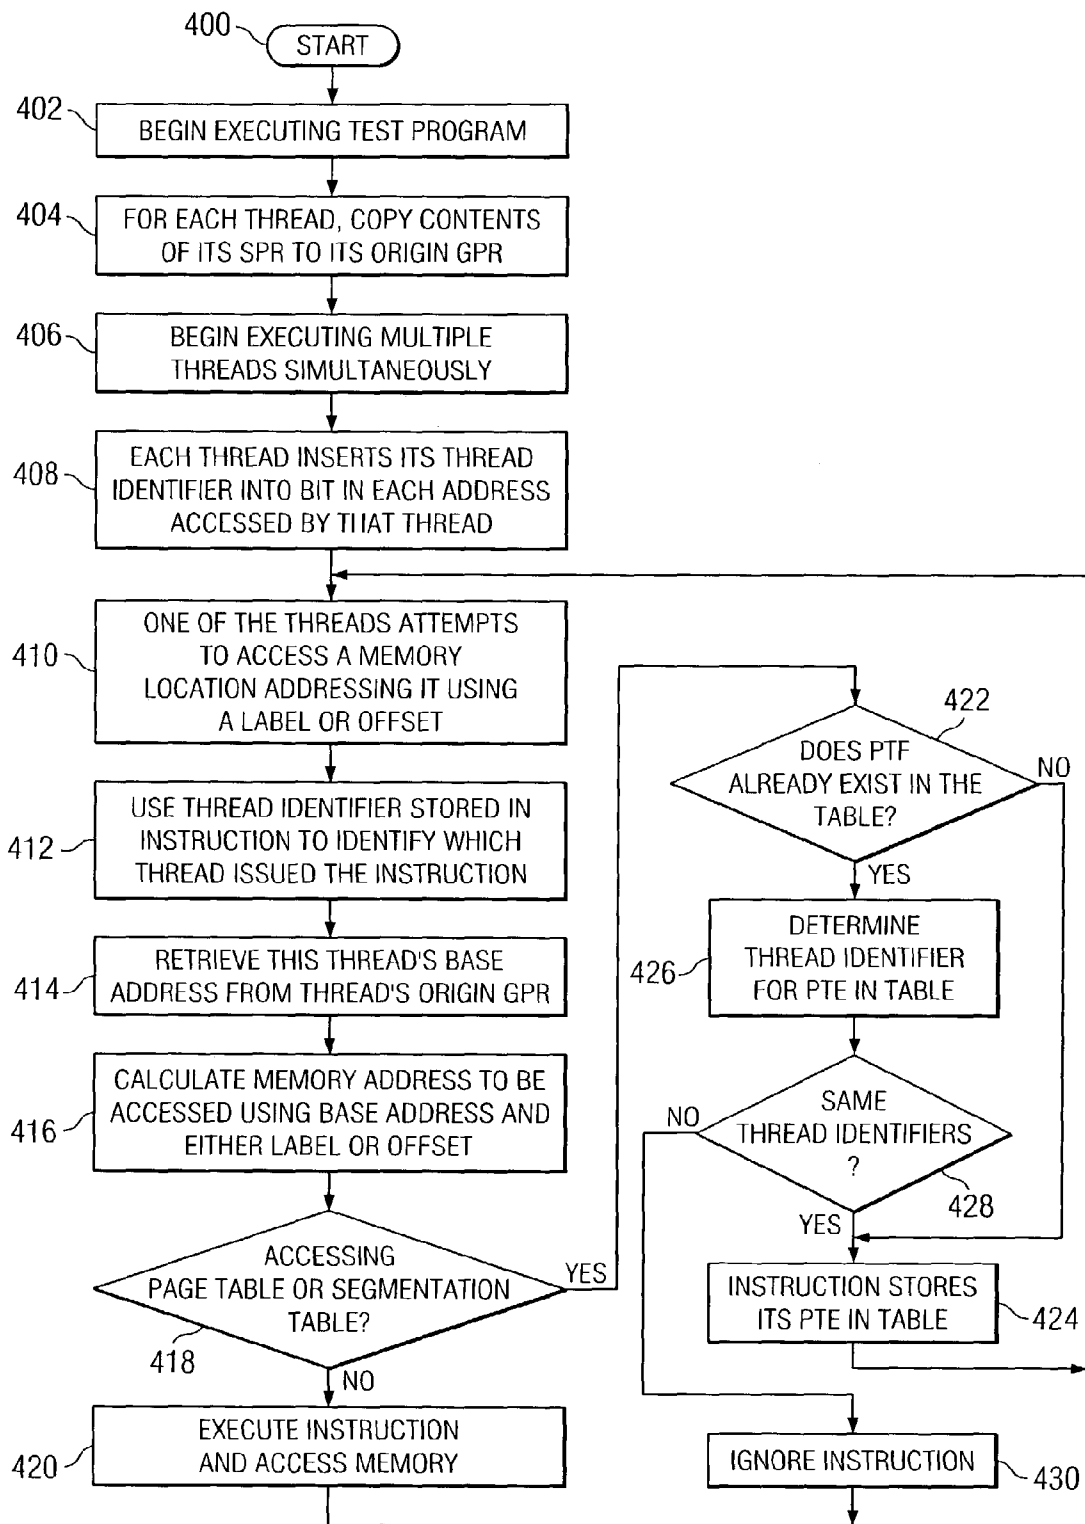 400
START
402
BEGIN EXECUTING TEST PROGRAM
404
FOR EACH THREAD, COPY CONTENTS
OF ITS SPR TO ITS ORIGIN GPR
406
BEGIN EXECUTING MULTIPLE
THREADS SIMULTANEOUSLY
408
EACH THREAD INSERTS ITS THREAD
IDENTIFIER INTO BIT IN EACH ADDRESS
ACCESSED BY THAT THREAD
410
ONE OF THE THREADS ATTEMPTS
TO ACCESS A MEMORY
LOCATION ADDRESSING IT USING
A LABEL OR OFFSET
412
USE THREAD IDENTIFIER STORED IN
INSTRUCTION TO IDENTIFY WHICH
THREAD ISSUED THE INSTRUCTION
414
RETRIEVE THIS THREAD'S BASE
ADDRESS FROM THREAD'S ORIGIN GPR
416
CALCULATE MEMORY ADDRESS TO BE
ACCESSED USING BASE ADDRESS AND
EITHER LABEL OR OFFSET
ACCESSING
PAGE TABLE OR SEGMENTATION
TABLE?
YES
418
NO
420
EXECUTE INSTRUCTION
AND ACCESS MEMORY
422
DOES PTF
ALREADY EXIST IN THE
TABLE?
NO
YES
426
DETERMINE
THREAD IDENTIFIER
FOR PTE IN TABLE
NO
SAME
THREAD IDENTIFIERS
?
428
YES
INSTRUCTION STORES
ITS PTE IN TABLE
424
IGNORE INSTRUCTION
430